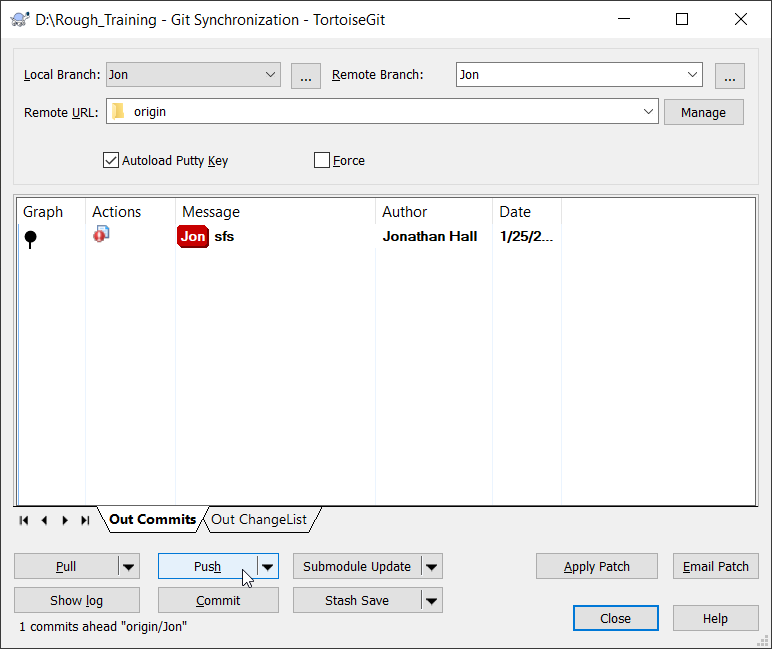 D:\Rough_Training - Git Synchronization - TortoiseGit
Local Branch: Jon ... Remote Branch: Jon ...
Remote URL: origin Manage
Autoload Putty Key Force
Graph Actions Message Author Date
Jon sfs Jonathan Hall 1/25/2...
Out Commits Out ChangeList
Pull Push Submodule Update Apply Patch Email Patch
Show log Commit Stash Save Close Help
1 commits ahead "origin/Jon"